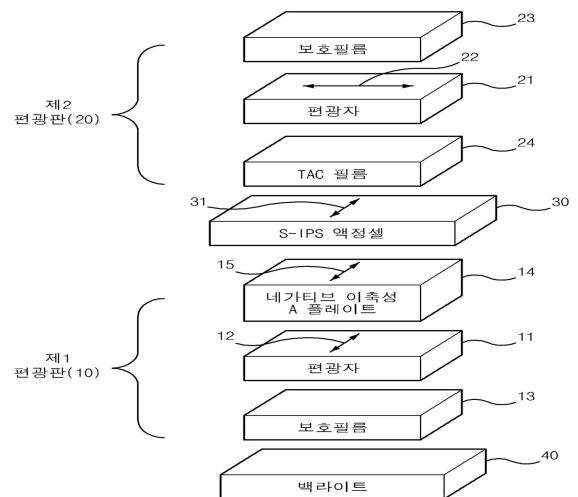 23
보호필름
22
21
편광자
제2
편광판(20)
24
TAC 필름
31
30
S-IPS 액정셀
15
14
네가티브 이축성
A 플레이트
12
11
편광자
제1
편광판(10)
13
보호필름
40
백라이트